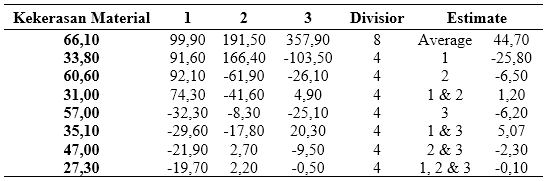 Kekerasan Material 1 2 3 Divisior Estimate
66,10 99,90 191,50 357,90 8 Average 44,70
33,80 91,60 166,40 -103,50 4 1 -25,80
60,60 92,10 -61,90 -26,10 4 2 -6,50
31,00 74,30 -41,60 4,90 4 1 & 2 1,20
57,00 -32,30 -8,30 -25,10 4 3 -6,20
35,10 -29,60 -17,80 20,30 4 1 & 3 5,07
47,00 -21,90 2,70 -9,50 4 2 & 3 -2,30
27,30 -19,70 2,20 -0,50 4 1, 2 & 3 -0,10